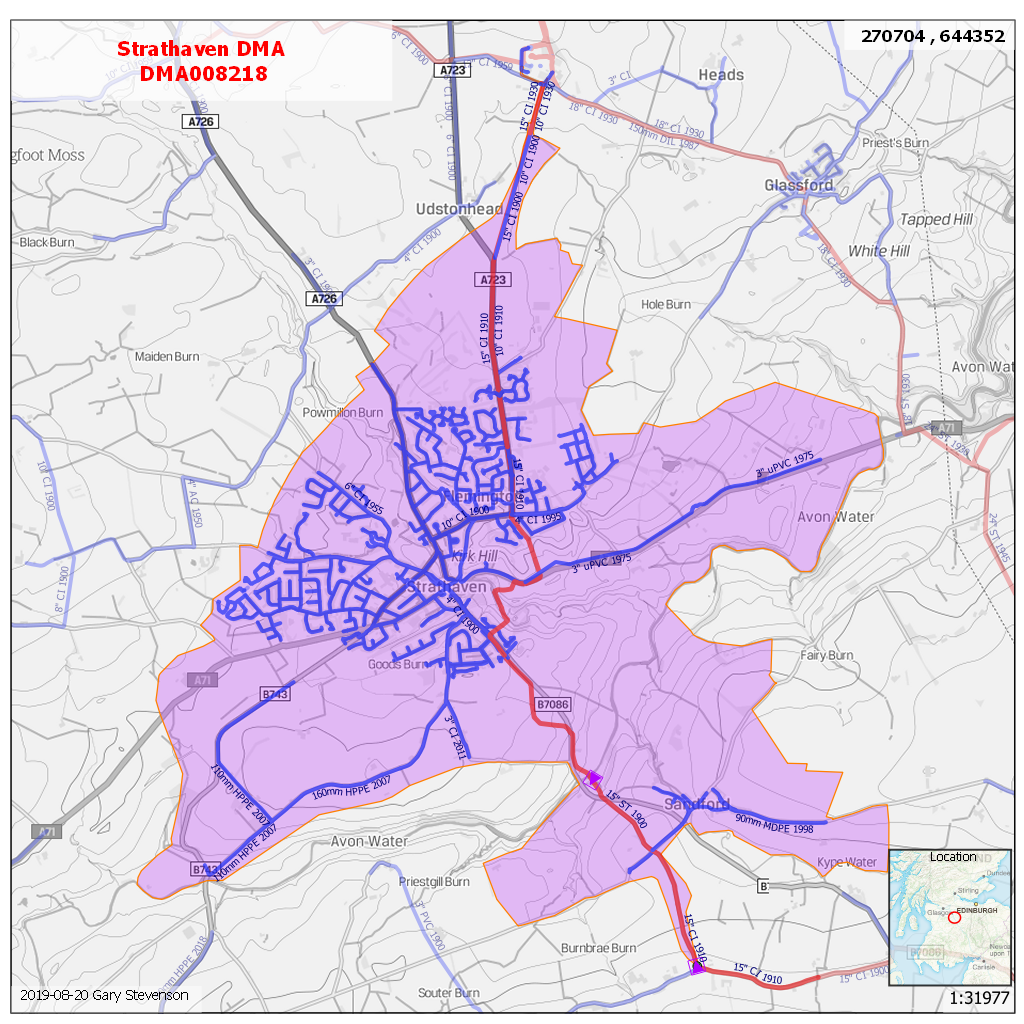 Strathaven DMA
DMA008218
270704 , 644352
6" CI 1900
A723
CI 1959
3" CI
Heads
A726
6" CI 1900
15" CI 1930
10" CI 1930
18" CI 1930
18" CI 1930
150mm DIL 1987
Priest's Burn
gfoot Moss
10" CI 1900
Glassford
Udstonhead
15" CI 1900
Tapped Hill
Black Burn
4" CI 1900
White Hill
18" CI 1930
A723
A726
Hole Burn
15" CI 1910
10" CI 1910
Maiden Burn
Avon Wat
Powmillon Burn
A71
3" uPVC 1975
15" CI 1910
10" CI 1900
6" CI 1955
Flemington
4" AC 1950
10" CI 1900
4" CI 1995
Avon Water
24" ST 1945
Kirk Hill
3" uPVC 1975
Strathaven
8" CI 1900
4" CI 1900
Goods Burn
Fairy Burn
A71
B743
B7086
3" CI 2011
110mm HPPE 2007
160mm HPPE 2007
15" ST 1900
Sandford
90mm MDPE 1998
A71
Avon Water
110mm HPPE 2007
B743
Kype Water
Location
Stirling
Dundee
Glasgow
EDINBURGH
Carlisle
Priestgill Burn
3" PVC 1900
15" CI 1910
Burnbrae Burn
HPPE 2018
B7086
15" CI 1910
15" CI 1900
Souter Burn
2019-08-20 Gary Stevenson
1:31977